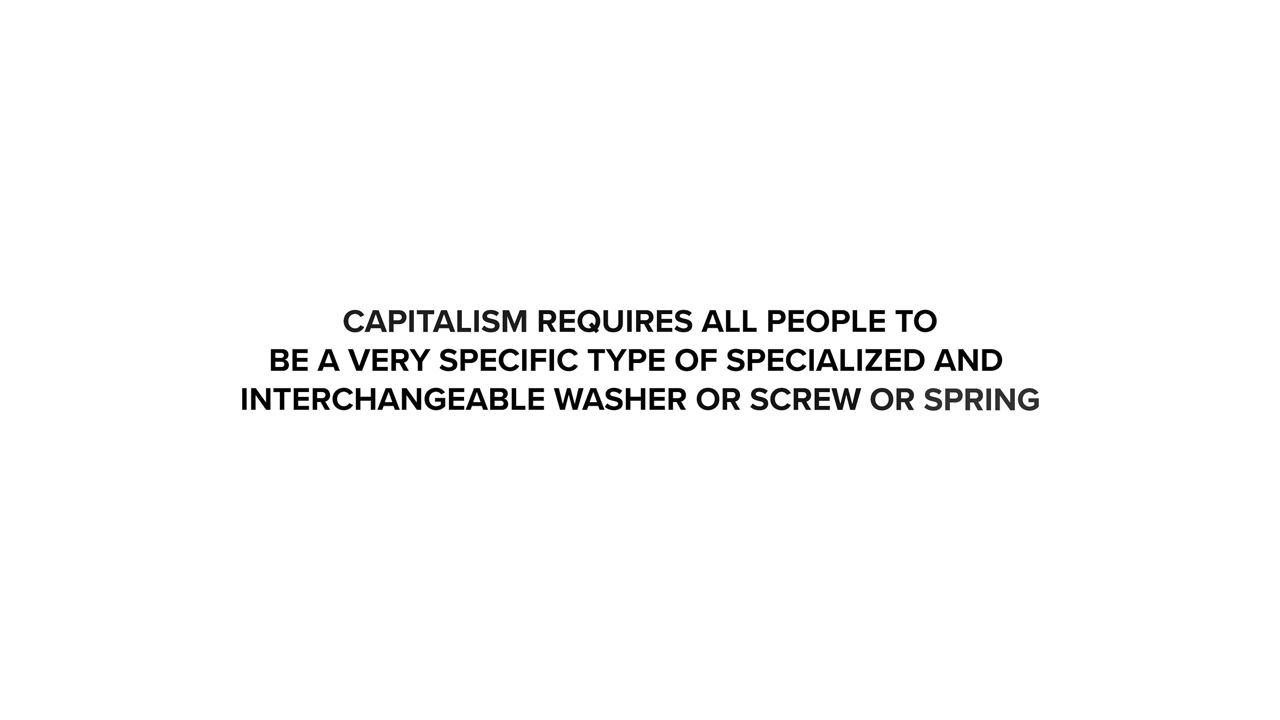 CAPITALISM REQUIRES ALL PEOPLE TO
BE A VERY SPECIFIC TYPE OF SPECIALIZED AND
INTERCHANGEABLE WASHER OR SCREW OR SPRING